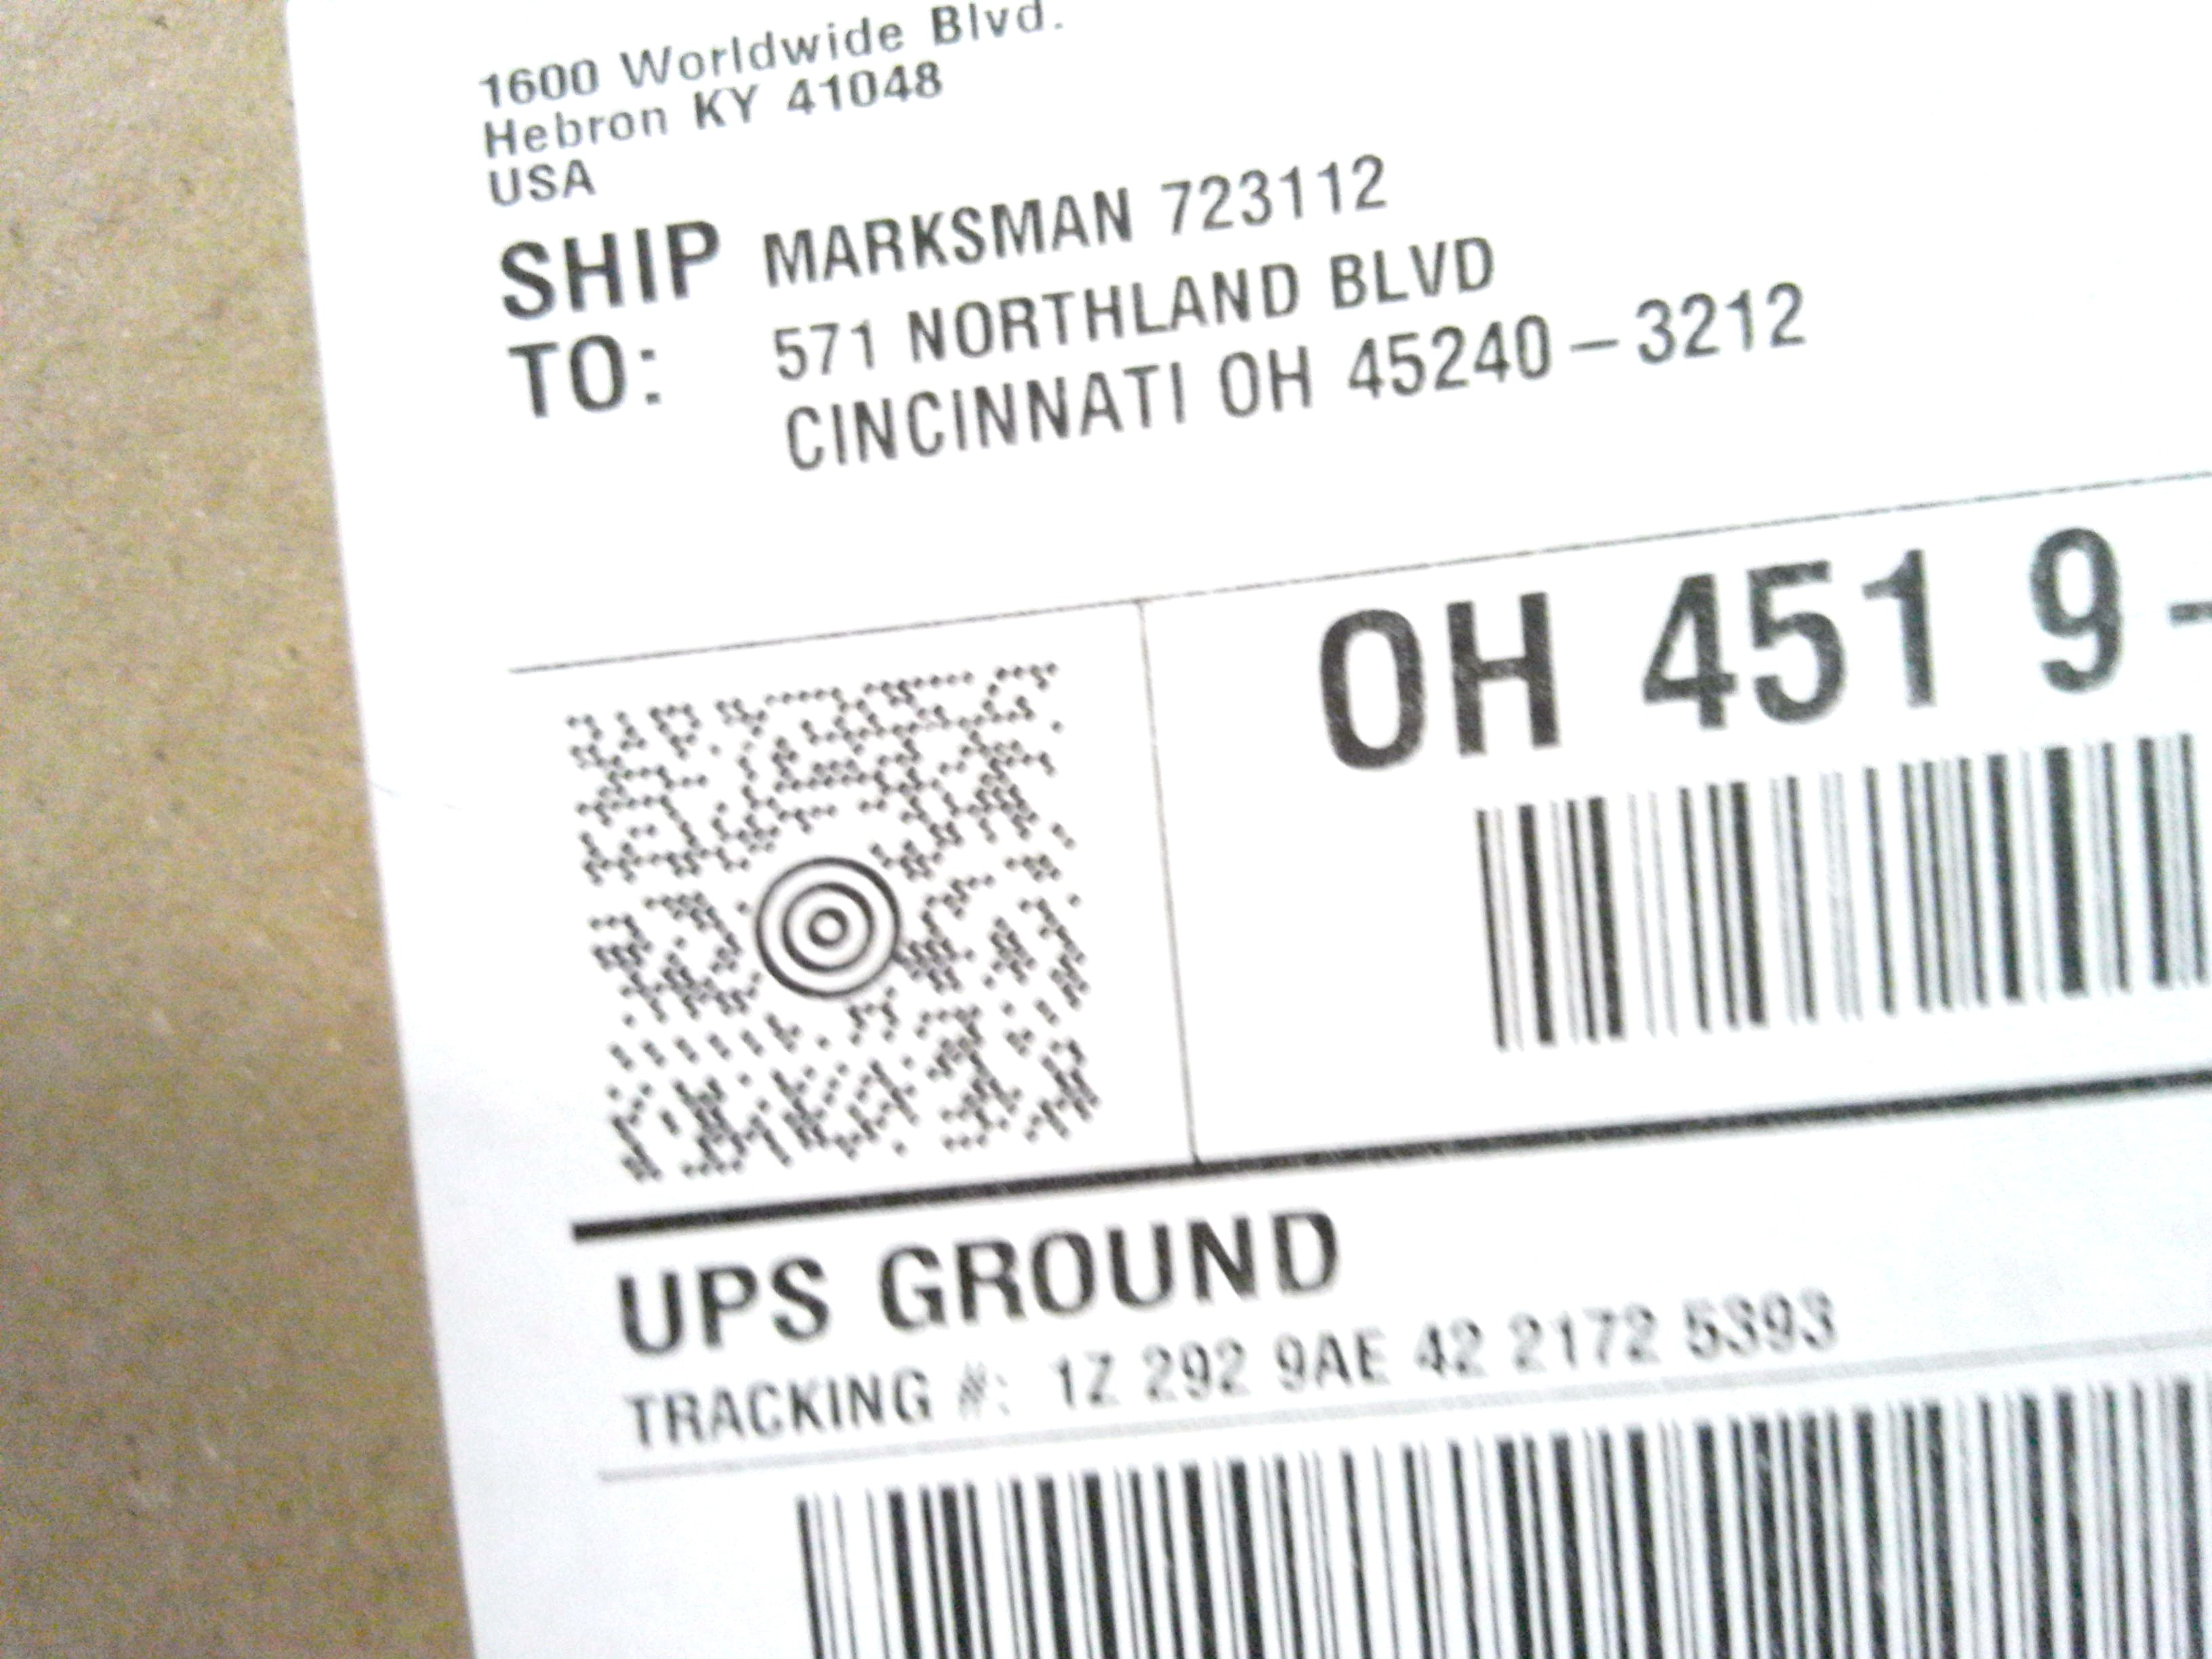 1600 Worldwide Blvd.
Hebron KY 41048
USA
SHIP TO:
MARKSMAN 723112
571 NORTHLAND BLVD
CINCINNATI OH 45240-3212
OH 451 9-
UPS GROUND
TRACKING #: 1Z 292 9AE 42 2172 5393